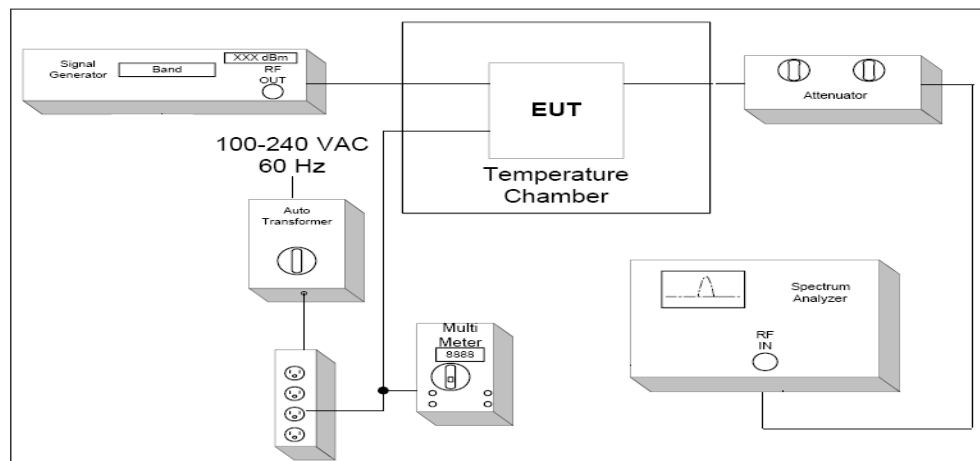 Signal
Generator
Band
XXX dBm
RF
OUT
EUT
Temperature
Chamber
Attenuator
100-240 VAC
60 Hz
Auto
Transformer
Multi
Meter
8888
Spectrum
Analyzer
RF
IN